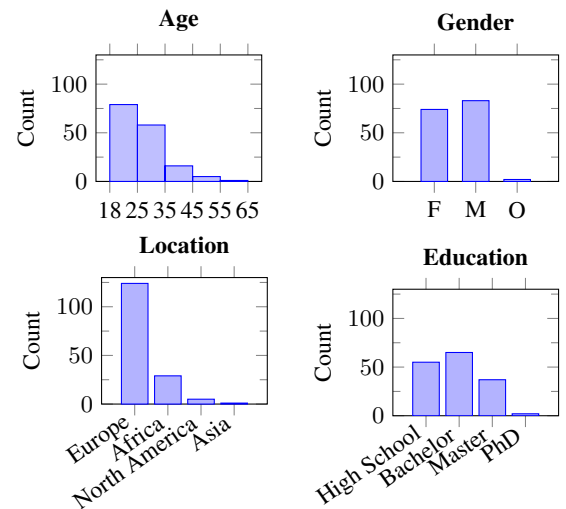 Age
Count
100
50
0
18 25 35 45 55 65
Gender
Count
100
50
0
F M O
Location
Count
100
50
0
Europe
Africa
North America
Asia
Education
Count
100
50
0
High School
Bachelor
Master
PhD